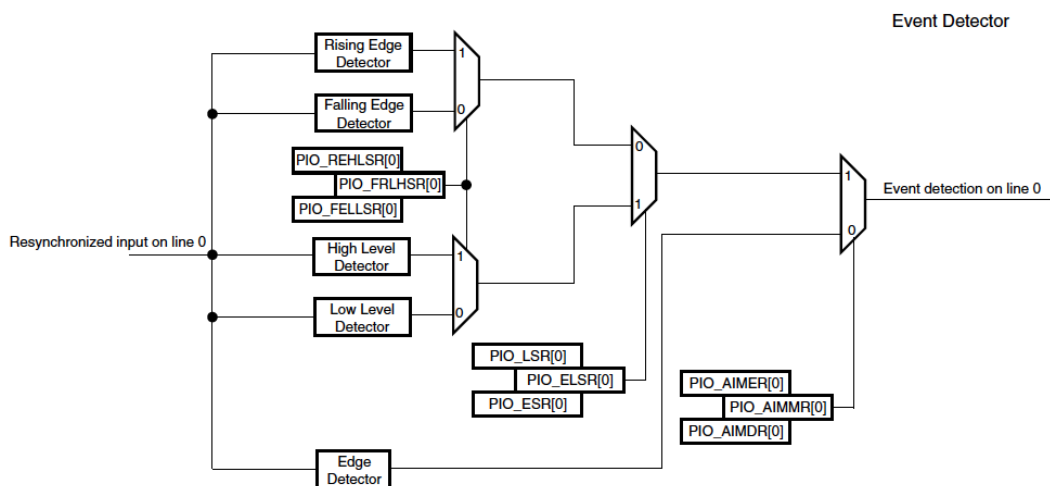 Event Detector
Rising Edge
Detector
1
Falling Edge
Detector
0
PIO_REHLSR[0]
PIO_FRLHSR[0]
PIO_FELLSR[0]
0
1
1
0
Event detection on line 0
Resynchronized input on line 0
High Level
Detector
1
Low Level
Detector
0
PIO_LSR[0]
PIO_ELSR[0]
PIO_ESR[0]
PIO_AIMER[0]
PIO_AIMMR[0]
PIO_AIMDR[0]
Edge
Detector